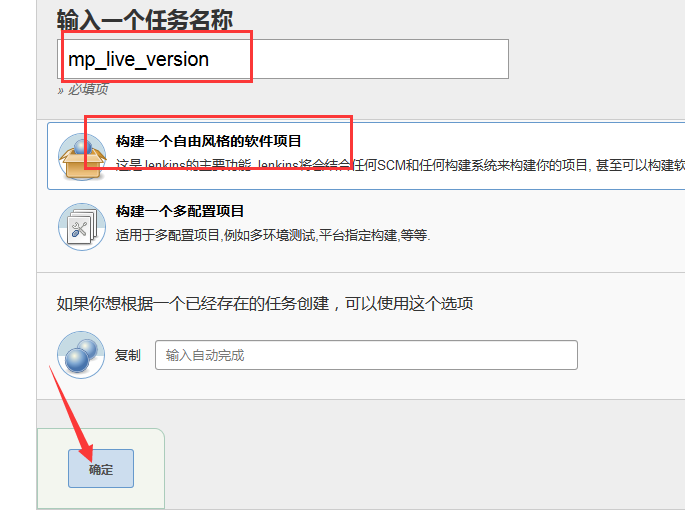 输入一个任务名称
mp_live_version
» 必填项
构建一个自由风格的软件项目
这是Jenkins的主要功能.Jenkins将会结合任何SCM和任何构建系统来构建你的项目, 甚至可以构建软
构建一个多配置项目
适用于多配置项目,例如多环境测试,平台指定构建,等等.
如果你想根据一个已经存在的任务创建，可以使用这个选项
复制
输入自动完成
确定